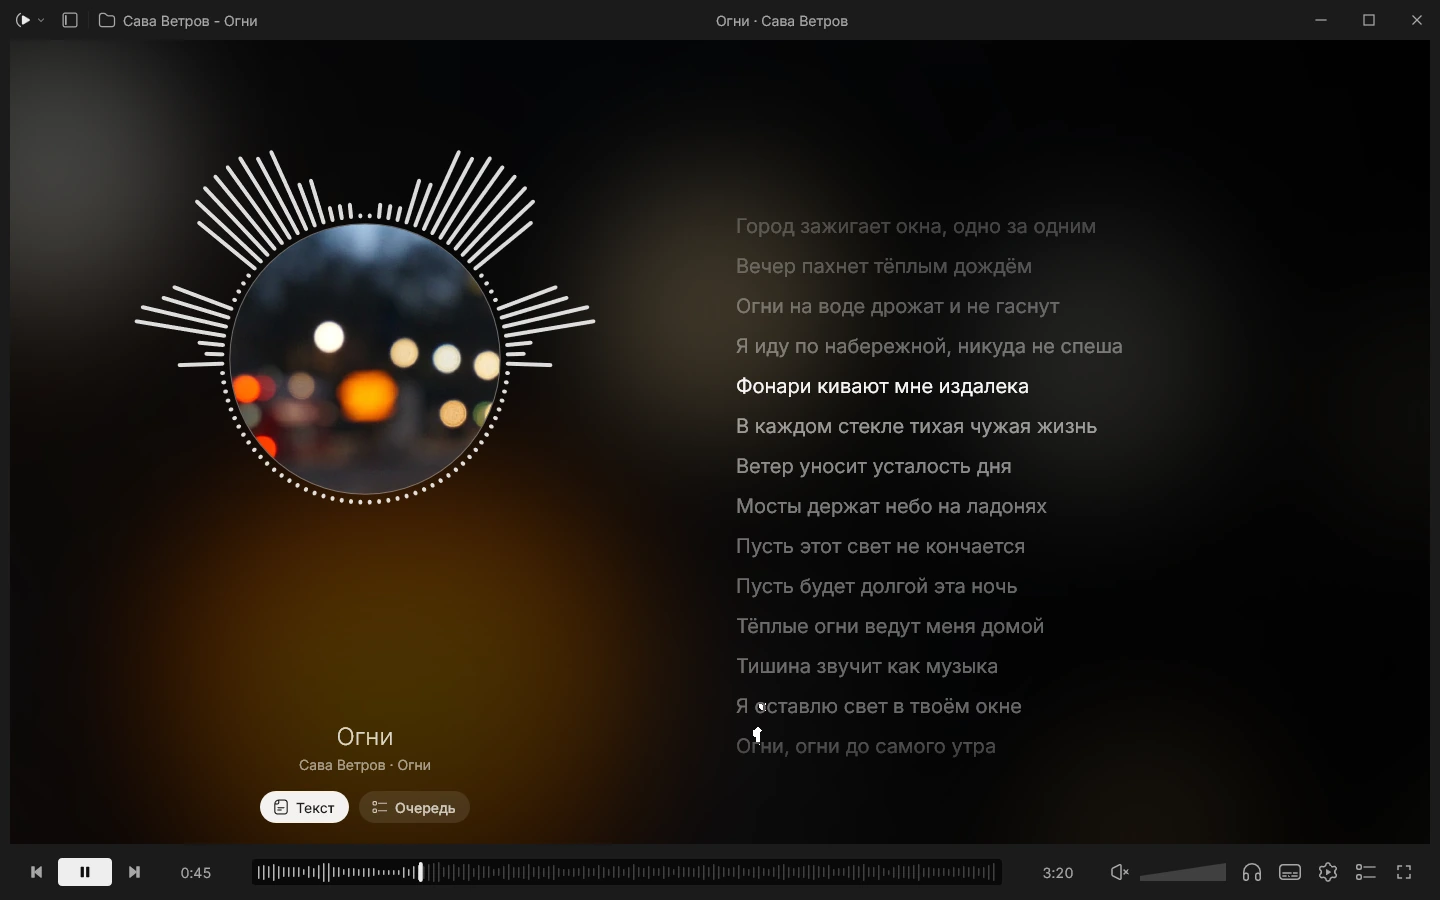 Сава Ветров - Огни
Огни · Сава Ветров
Город зажигает окна, одно за одним
Вечер пахнет тёплым дождём
Огни на воде дрожат и не гаснут
Я иду по набережной, никуда не спеша
Фонари кивают мне издалека
В каждом стекле тихая чужая жизнь
Ветер уносит усталость дня
Мосты держат небо на ладонях
Пусть этот свет не кончается
Пусть будет долгой эта ночь
Тёплые огни ведут меня домой
Тишина звучит как музыка
Я оставлю свет в твоём окне
Огни, огни до самого утра
Огни
Сава Ветров · Огни
Текст
Очередь
0:45
3:20